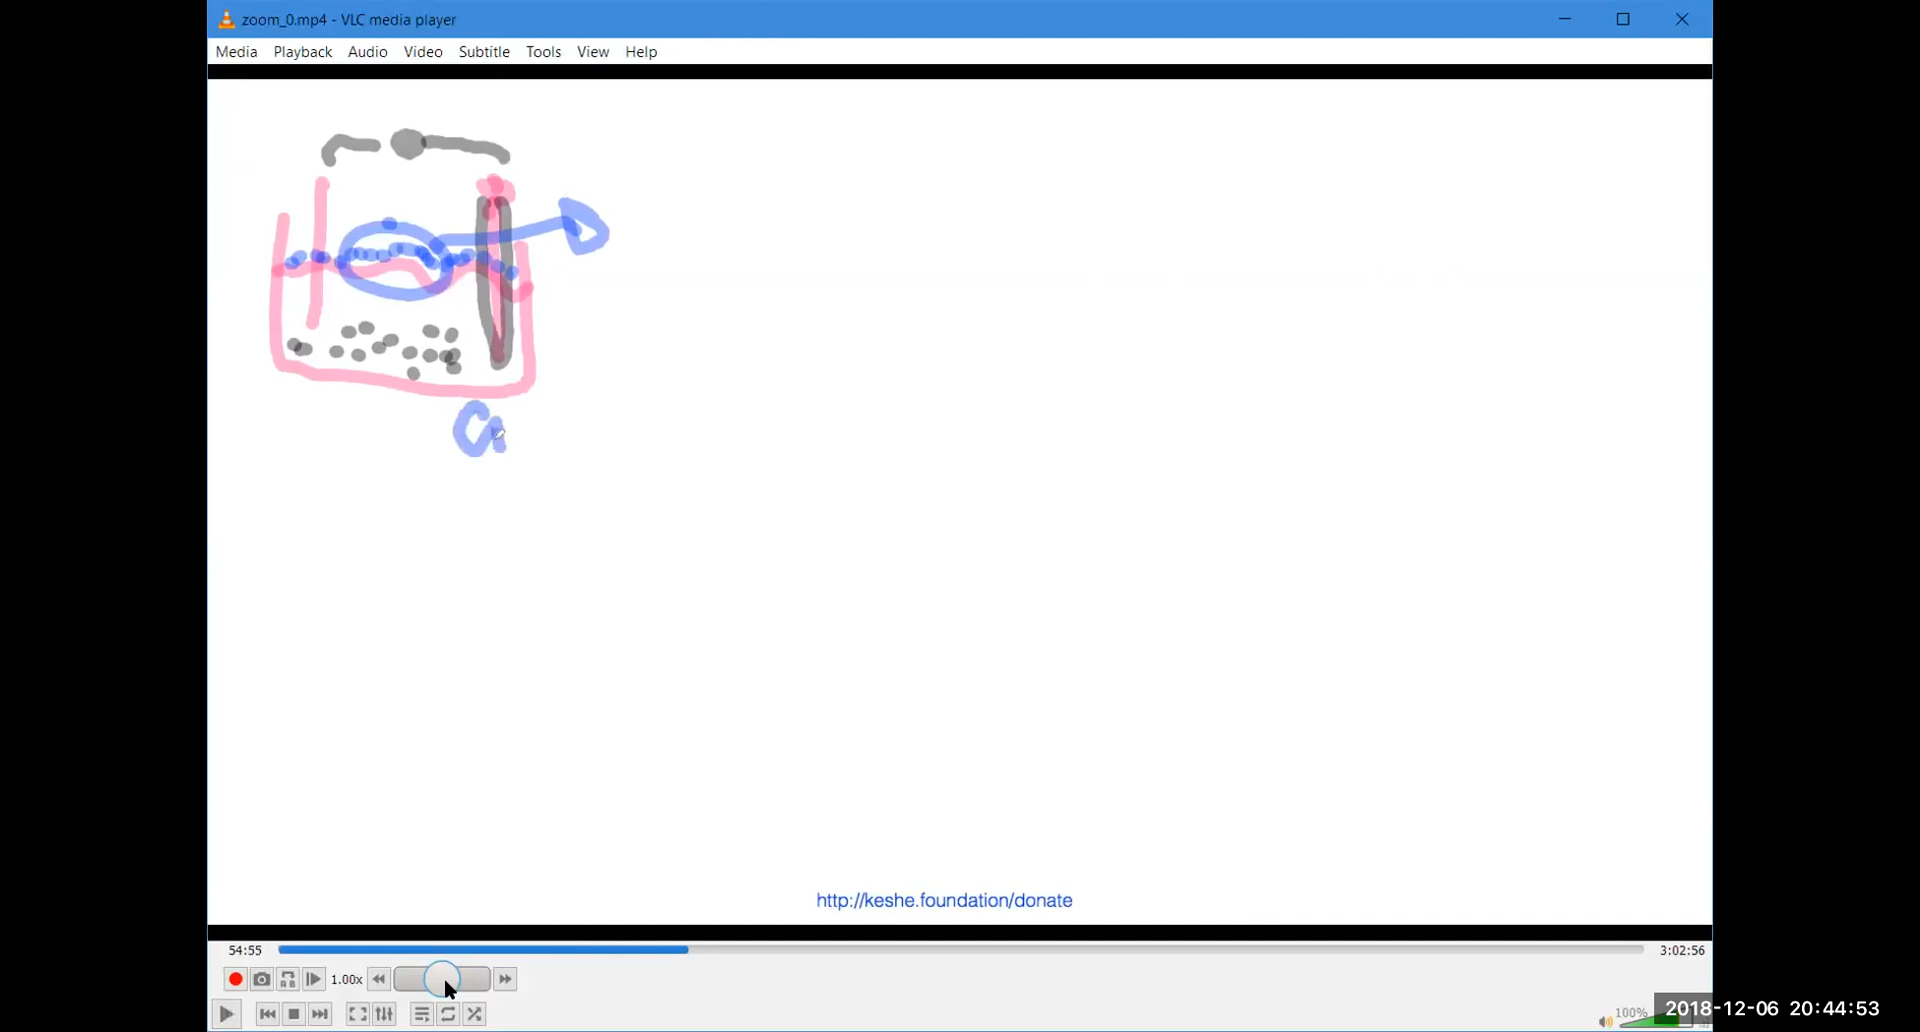 zoom_0.mp4 - VLC media player
Media Playback Audio Video Subtitle Tools View Help
http://keshe.foundation/donate
54:55
3:02:56
A B
1.00x
100%
2018-12-06 20:44:53